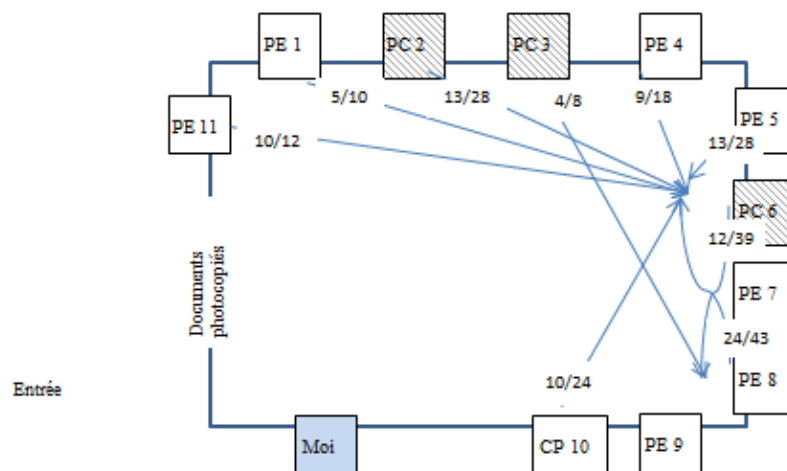 PE 1
PC 2
PC 3
PE 4
5/10
13/28
4/8
9/18
PE 5
PE 11
10/12
13/28
PC 6
12/39
Documents
photocopiés
PE 7
24/43
Entrée
10/24
PE 8
Moi
CP 10
PE 9